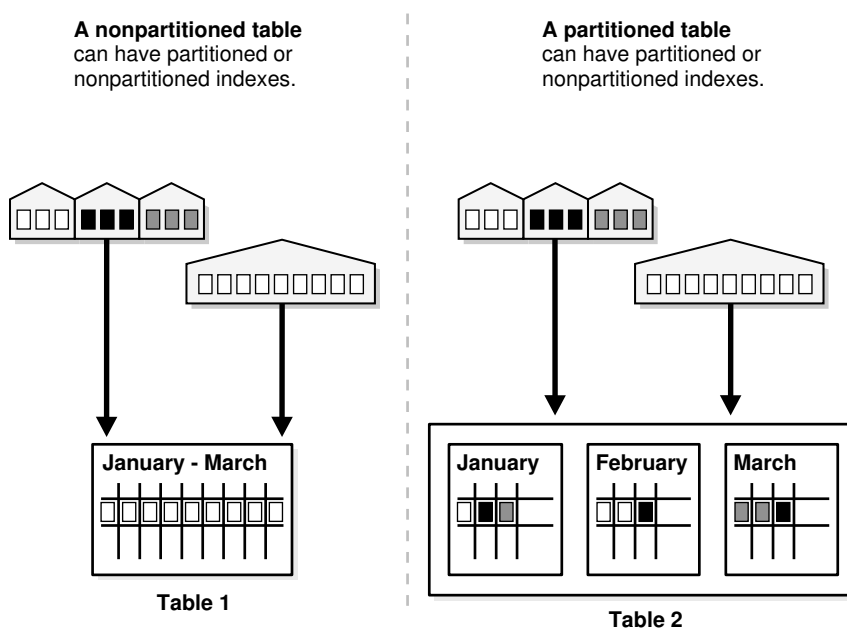 A nonpartitioned table
can have partitioned or
nonpartitioned indexes.
A partitioned table
can have partitioned or
nonpartitioned indexes.
January - March
Table 1
January
February
March
Table 2